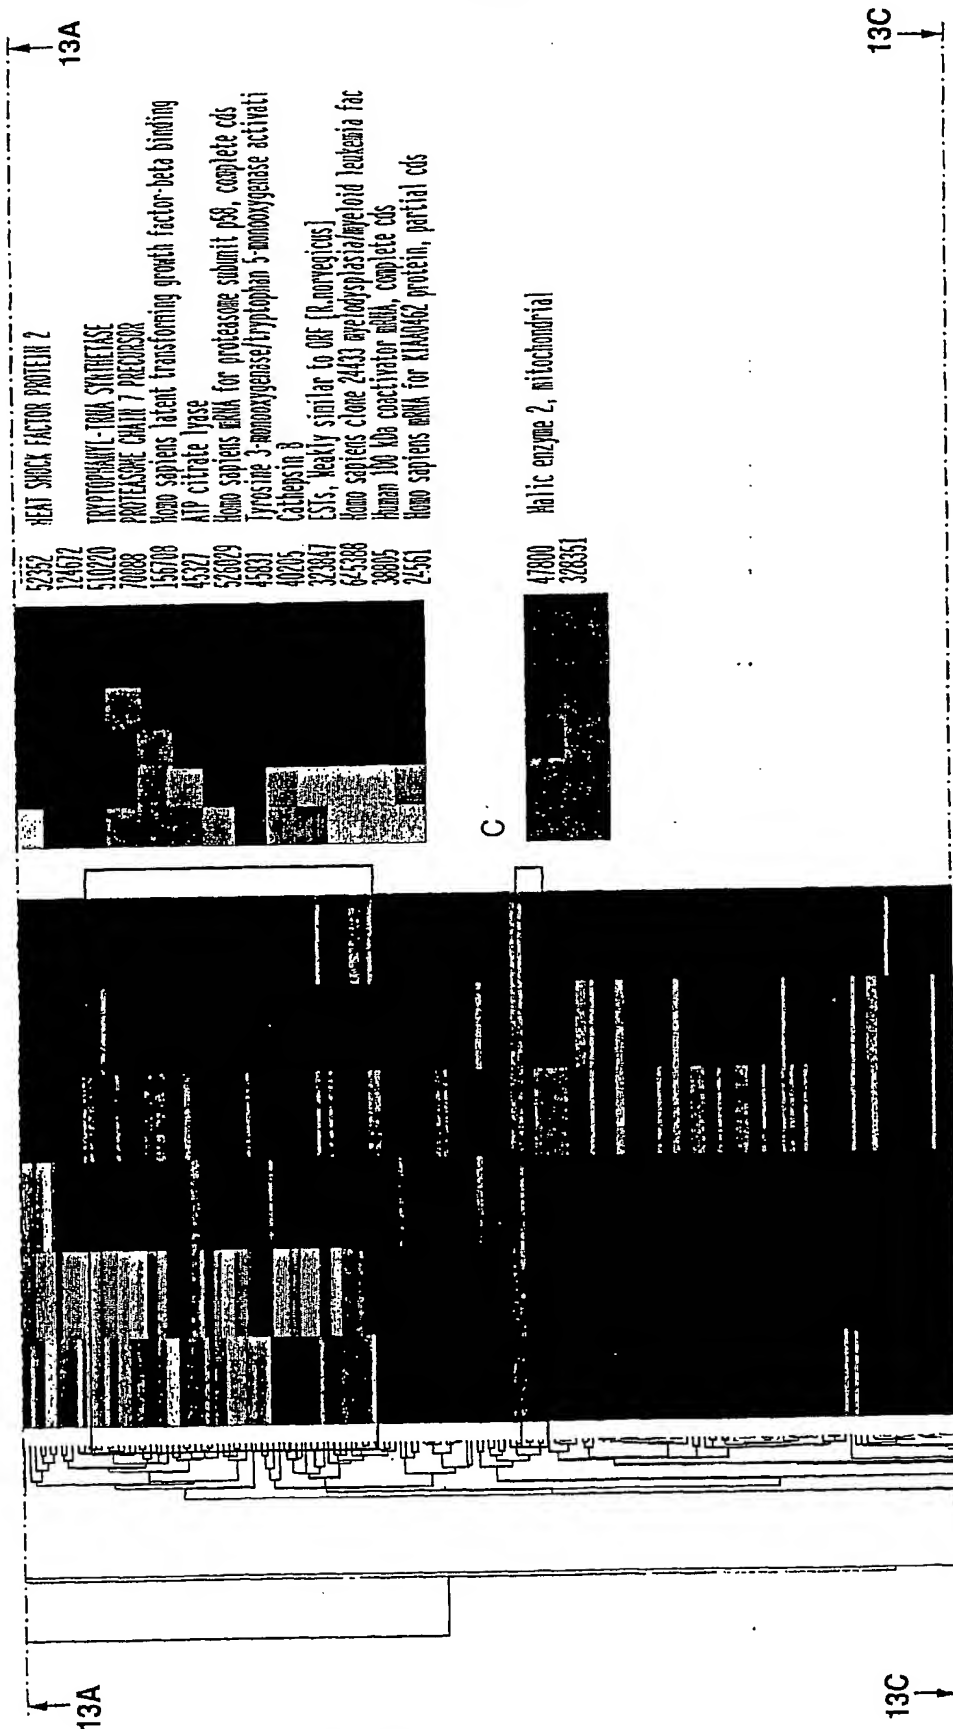 13A
13C
52352 HEAT SHOCK FACTOR PROTEIN 2
124672
510220 TRYPTOPHANYL-TRNA SYNTHETASE
70088 PROTEASOME CHAIN 7 PRECURSOR
156708 Homo sapiens latent transforming growth factor-beta binding
45327 ATP citrate lyase
526029 Homo sapiens mRNA for proteasome subunit p58, complete cds
45831 Tyrosine 3-monooxygenase/tryptophan 5-monooxygenase activati
40205 Cathepsin B
323847 ESTs, Weakly similar to ORF [R.norvegicus]
645388 Homo sapiens clone 24433 myelodysplasia/myeloid leukemia fac
38805 Human 100 kDa coactivator mRNA, complete cds
24561 Homo sapiens mRNA for KIAA0462 protein, partial cds
C
47800 Malic enzyme 2, mitochondrial
328351
13A
13C